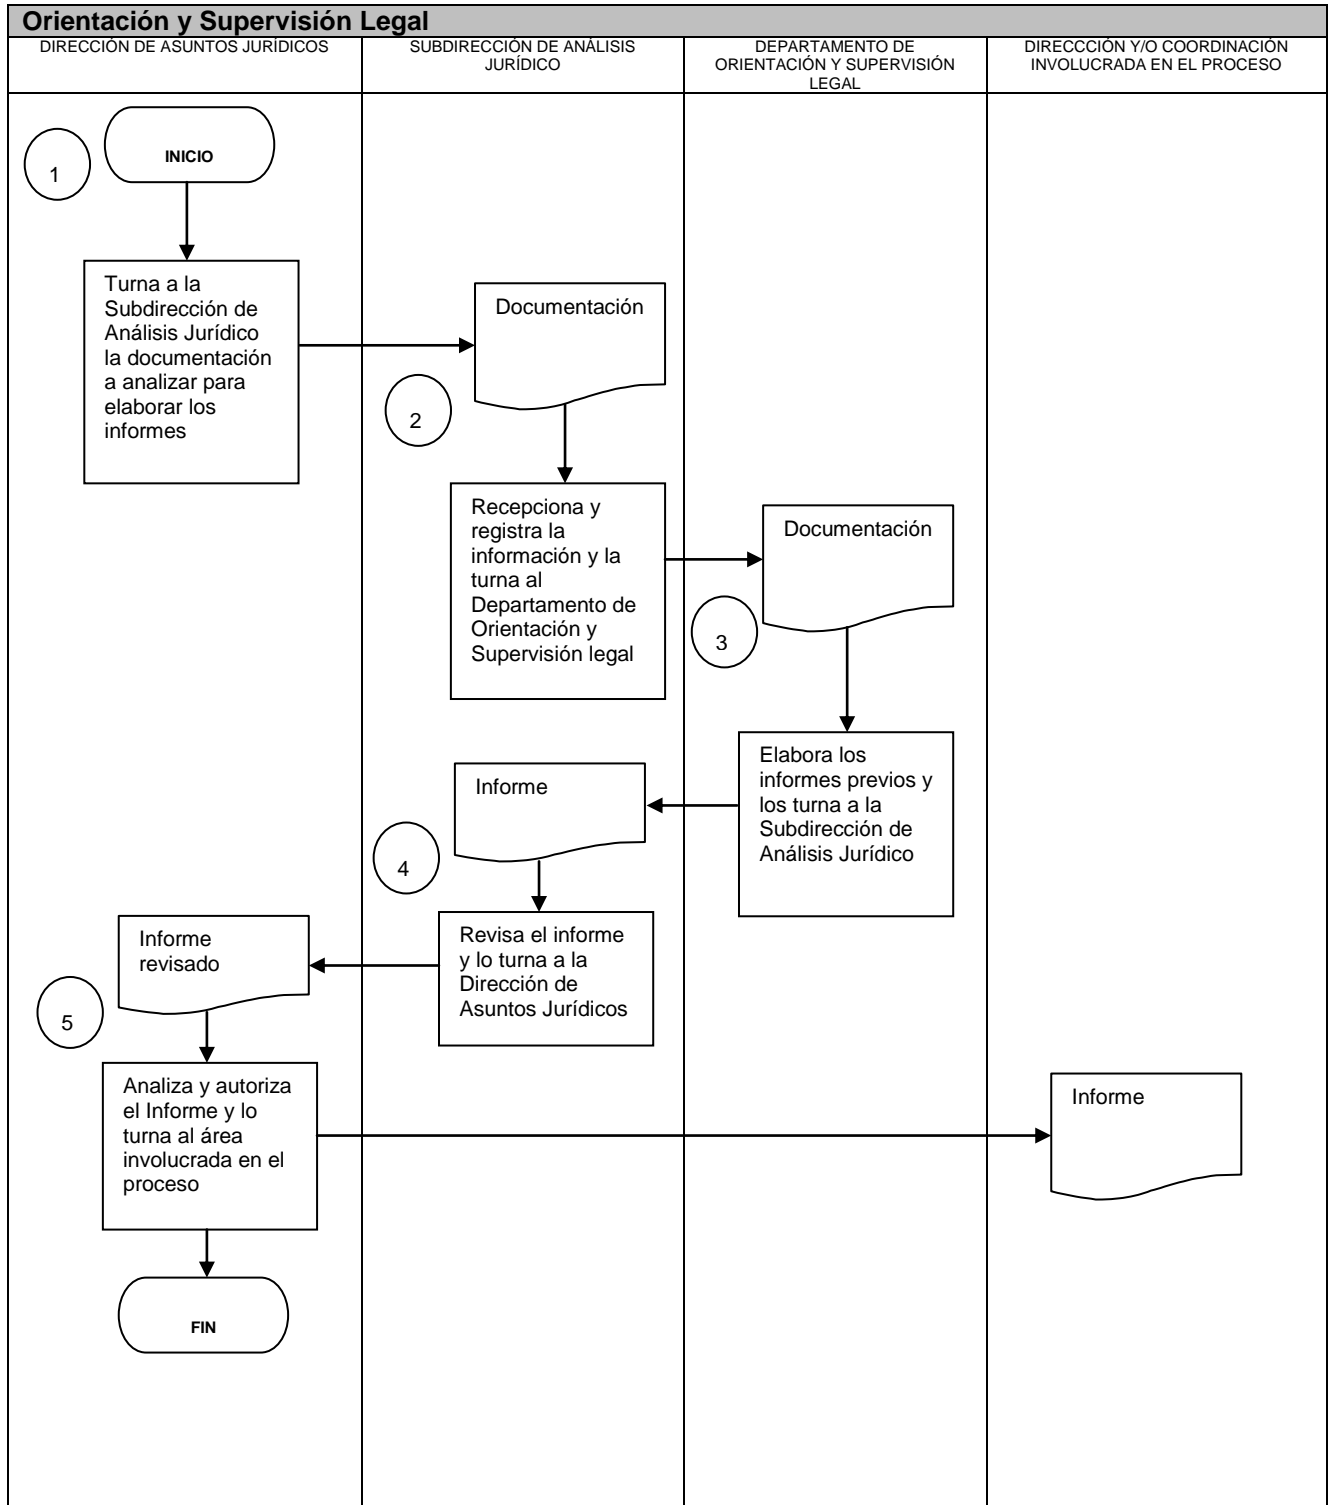 Orientación y Supervisión Legal
DIRECCIÓN DE ASUNTOS JURÍDICOS
SUBDIRECCIÓN DE ANÁLISIS
JURÍDICO
DEPARTAMENTO DE
ORIENTACIÓN Y SUPERVISIÓN
LEGAL
DIRECCCIÓN Y/O COORDINACIÓN
INVOLUCRADA EN EL PROCESO
1
INICIO
Turna a la
Subdirección de
Análisis Jurídico
la documentación
a analizar para
elaborar los
informes
Documentación
2
Recepciona y
registra la
información y la
turna al
Departamento de
Orientación y
Supervisión legal
Documentación
3
Elabora los
informes previos y
los turna a la
Subdirección de
Análisis Jurídico
Informe
4
Revisa el informe
y lo turna a la
Dirección de
Asuntos Jurídicos
Informe
revisado
5
Analiza y autoriza
el Informe y lo
turna al área
involucrada en el
proceso
Informe
FIN